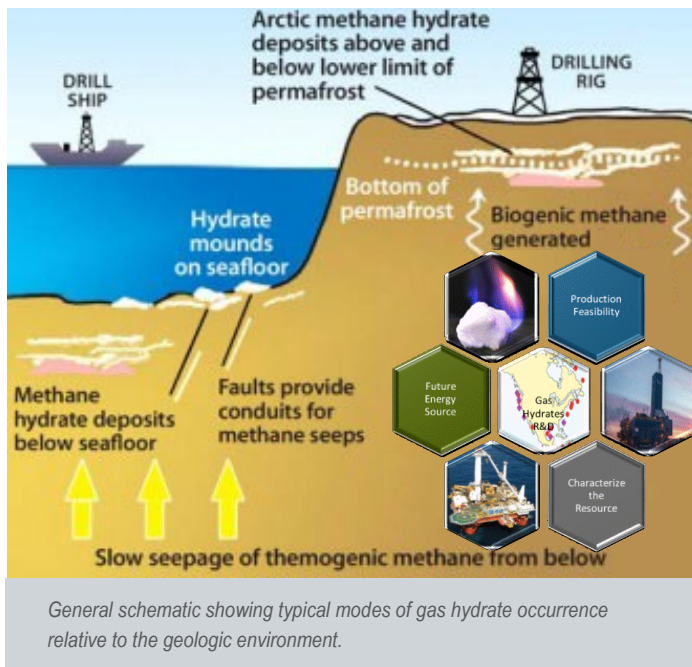 Arctic methane hydrate
deposits above and
below lower limit of
permafrost
DRILL
SHIP
DRILLING
RIG
Bottom of
permafrost
Biogenic methane
generated
Hydrate
mounds
on seafloor
Production
Feasibility
Future
Energy
Source
Gas
Hydrates
R&D
Characterize
the
Resource
Methane
hydrate deposits
below seafloor
Faults provide
conduits for
methane seeps
Slow seepage of themogenic methane from below
General schematic showing typical modes of gas hydrate occurrence
relative to the geologic environment.